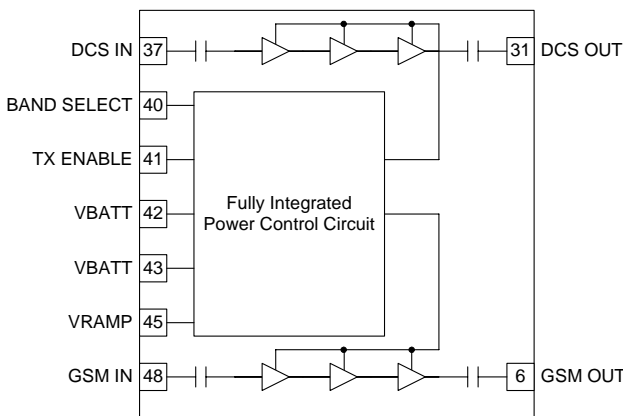 DCS IN 37 31 DCS OUT
BAND SELECT 40
TX ENABLE 41
VBATT 42
Fully Integrated
Power Control Circuit
VBATT 43
VRAMP 45
GSM IN 48 6 GSM OUT